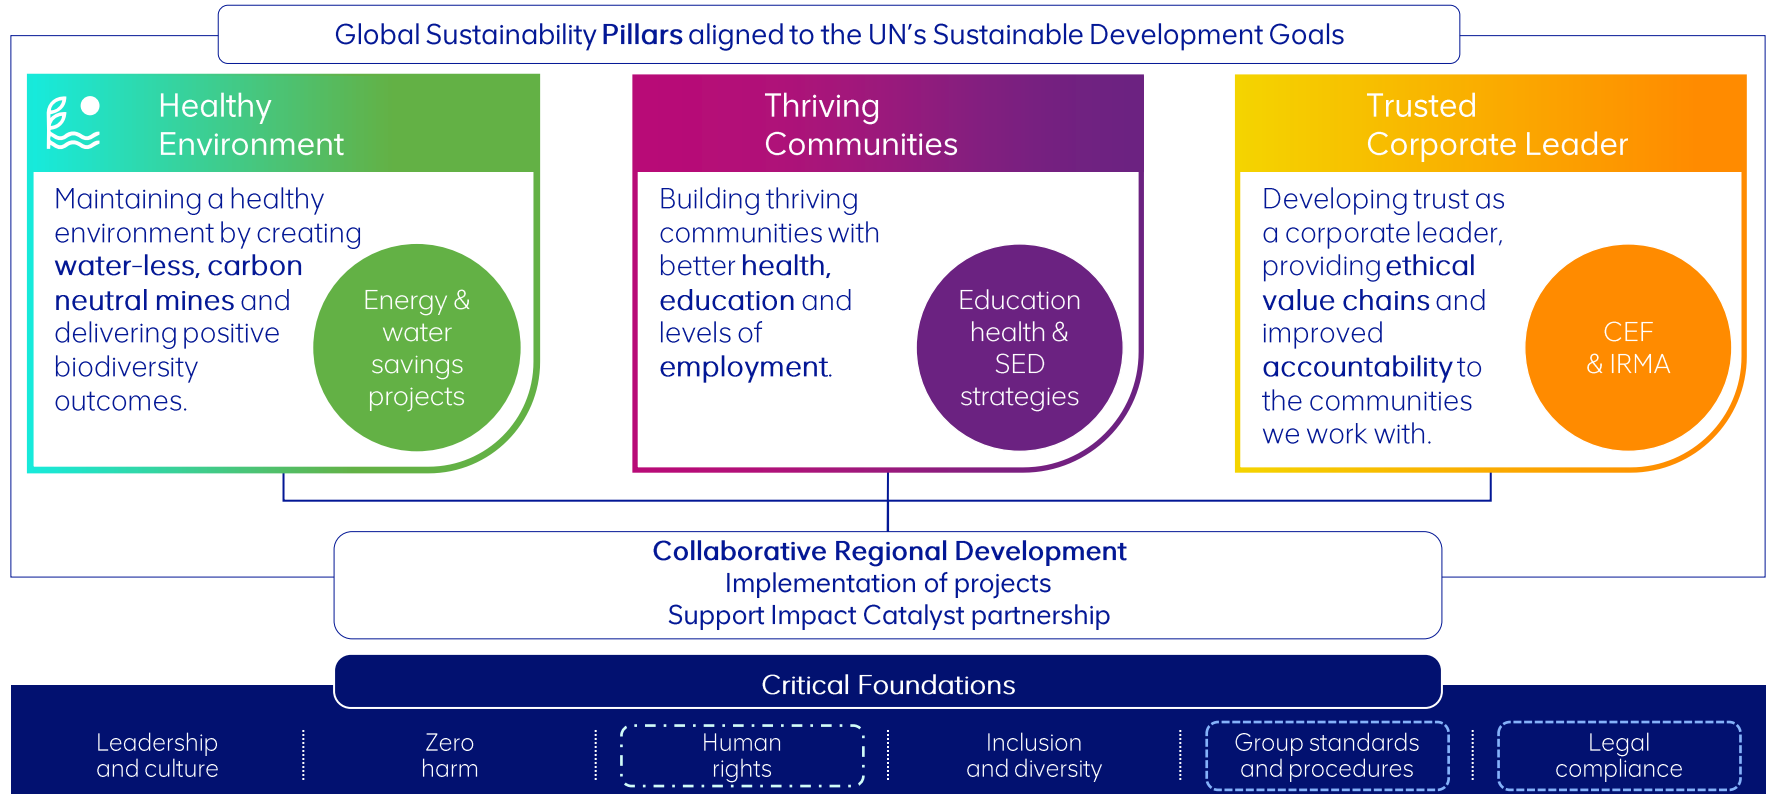 Global Sustainability Pillars aligned to the UN’s Sustainable Development Goals
Healthy
Environment
Maintaining a healthy
environment by creating
water-less, carbon
neutral mines and
delivering positive
biodiversity
outcomes.
Energy &
water
savings
projects
Thriving
Communities
Building thriving
communities with
better health,
education and
levels of
employment.
Education
health &
SED
strategies
Trusted
Corporate Leader
Developing trust as
a corporate leader,
providing ethical
value chains and
improved
accountability to
the communities
we work with.
CEF
& IRMA
Collaborative Regional Development
Implementation of projects
Support Impact Catalyst partnership
Critical Foundations
Leadership
and culture
Zero
harm
Human
rights
Inclusion
and diversity
Group standards
and procedures
Legal
compliance